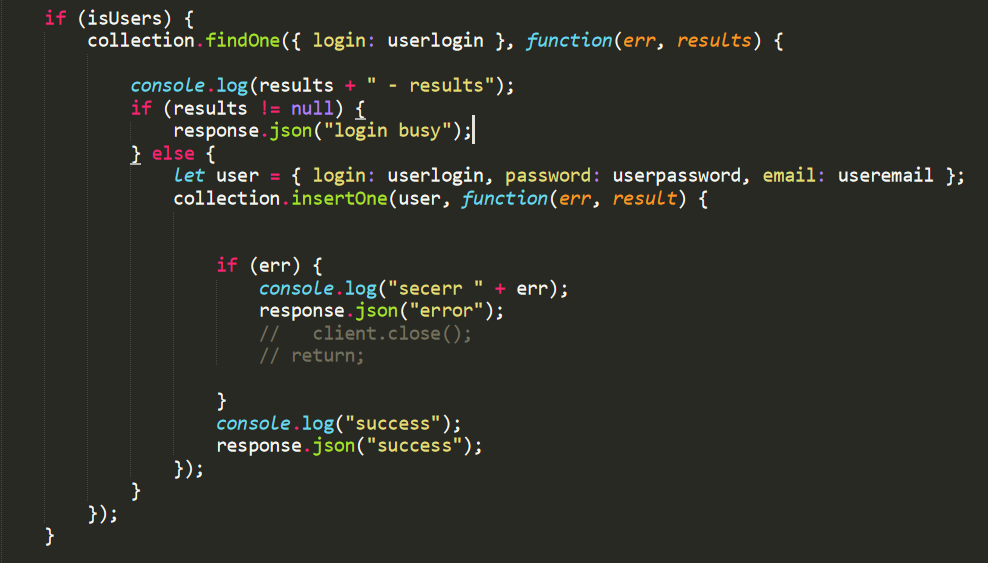 if (isUsers) {
collection.findOne({ login: userlogin }, function(err, results) {
console.log(results + " - results");
if (results != null) {
response.json("login busy");
} else {
let user = { login: userlogin, password: userpassword, email: useremail };
collection.insertOne(user, function(err, result) {
if (err) {
console.log("secerr " + err);
response.json("error");
//   client.close();
// return;
}
console.log("success");
response.json("success");
});
}
});
}